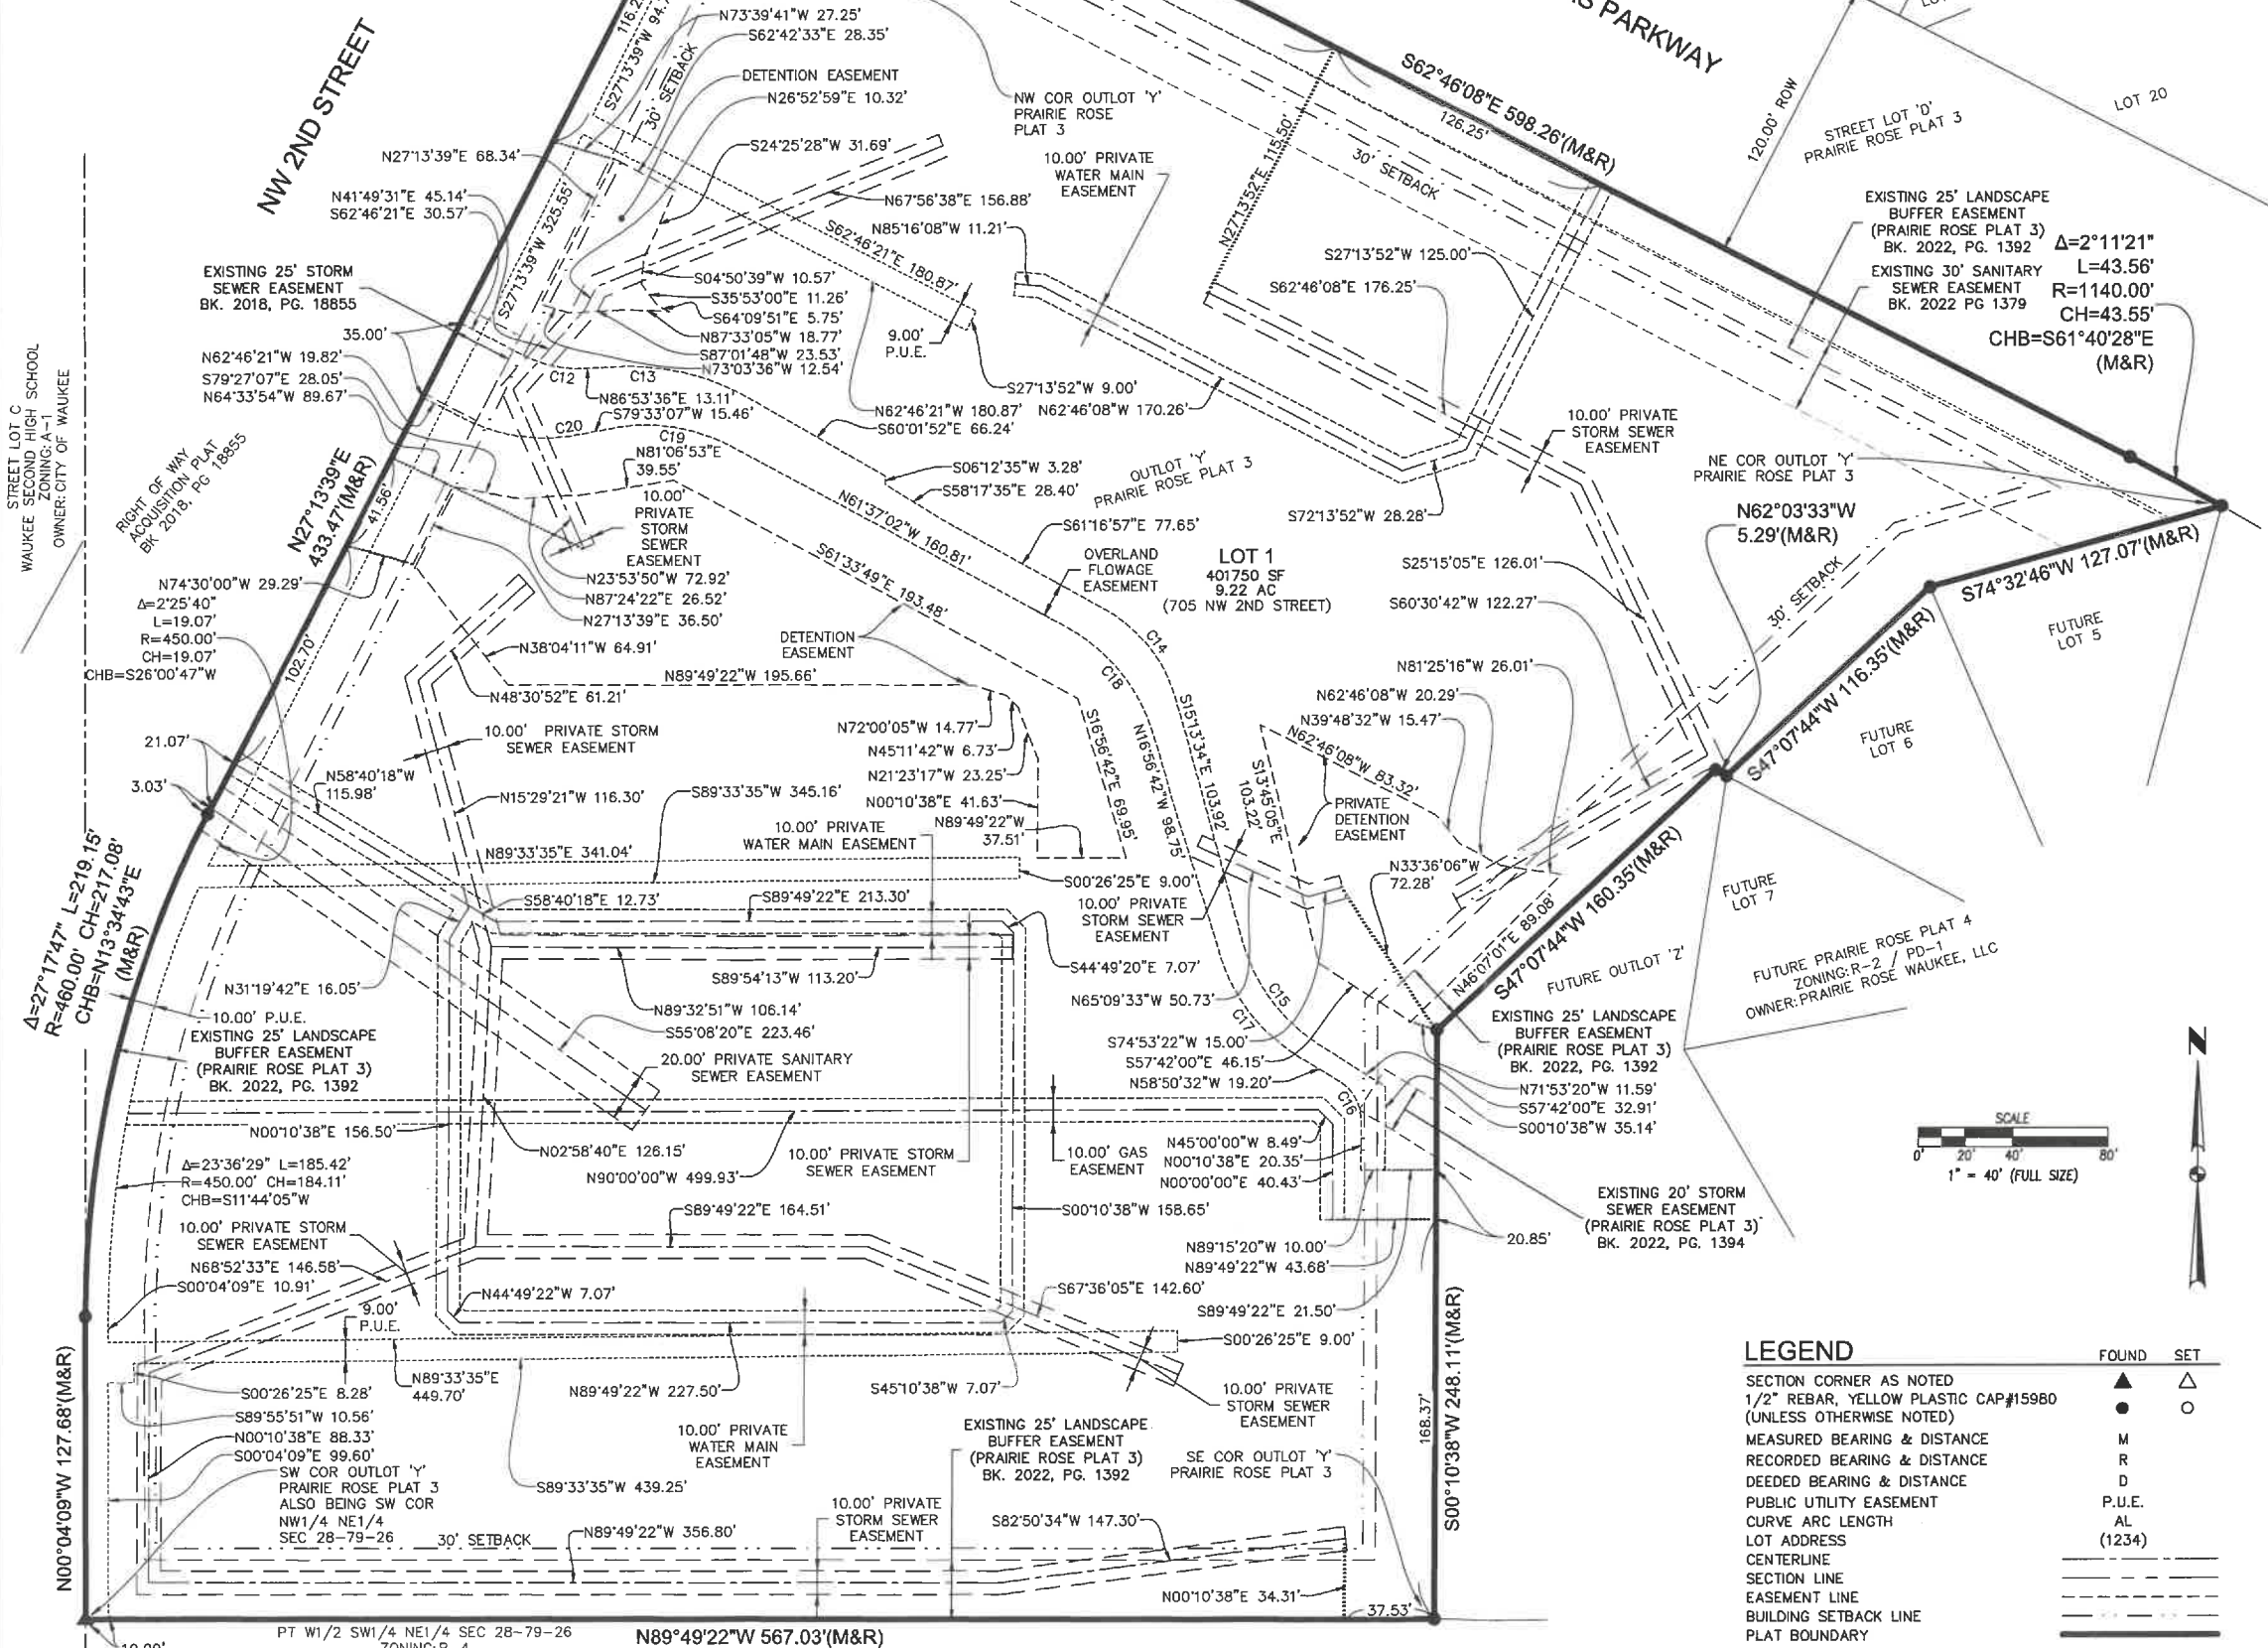 NW 2ND STREET
S PARKWAY
LOT 20
STREET LOT 'D'
PRAIRIE ROSE PLAT 3
120.00' ROW
S27°13'39"W 94.
N73°39'41"W 27.25'
S62°42'33"E 28.35'
30' SETBACK
DETENTION EASEMENT
N26°52'59"E 10.32'
NW COR OUTLOT 'Y'
PRAIRIE ROSE
PLAT 3
S24°25'28"W 31.69'
N27°13'39"E 68.34'
N41°49'31"E 45.14'
S62°46'21"E 30.57'
S27°13'39"W 325.55'
N67°56'38"E 156.88'
N85°16'08"W 11.21'
S62°46'21"E 180.87'
10.00' PRIVATE
WATER MAIN
EASEMENT
N27°13'52"E 115.50'
S62°46'08"E 598.26'(M&R)
126.25'
30' SETBACK
EXISTING 25' LANDSCAPE
BUFFER EASEMENT
(PRAIRIE ROSE PLAT 3)
BK. 2022, PG. 1392
EXISTING 30' SANITARY
SEWER EASEMENT
BK. 2022 PG 1379
Δ=2°11'21"
L=43.56'
R=1140.00'
CH=43.55'
CHB=S61°40'28"E
(M&R)
EXISTING 25' STORM
SEWER EASEMENT
BK. 2018, PG. 18855
35.00'
N62°46'21"W 19.82'
S79°27'07"E 28.05'
N64°33'54"W 89.67'
S04°50'39"W 10.57'
S35°53'00"E 11.26'
S64°09'51"E 5.75'
N87°33'05"W 18.77'
S87°01'48"W 23.53'
N73°03'36"W 12.54'
9.00'
P.U.E.
S27°13'52"W 9.00'
C12
C13
N86°53'36"E 13.11'
S79°33'07"W 15.46'
C20
C19
N81°06'53"E
39.55'
N62°46'21"W 180.87'
S60°01'52"E 66.24'
N62°46'08"W 170.26'
S27°13'52"W 125.00'
S62°46'08"E 176.25'
S06°12'35"W 3.28'
S58°17'35"E 28.40'
S61°16'57"E 77.65'
OUTLOT 'Y'
PRAIRIE ROSE PLAT 3
S72°13'52"W 28.28'
10.00' PRIVATE
STORM SEWER
EASEMENT
NE COR OUTLOT 'Y'
PRAIRIE ROSE PLAT 3
N62°03'33"W
5.29'(M&R)
S74°32'46"W 127.07'(M&R)
STREET LOT C
WAUKEE SECOND HIGH SCHOOL
ZONING: A-1
OWNER: CITY OF WAUKEE
RIGHT OF WAY
ACQUISITION PLAT
BK 2018, PG 18855
N27°13'39"E
433.47'(M&R)
41.56'
10.00'
PRIVATE
STORM
SEWER
EASEMENT
N61°37'02"W 160.81'
S61°33'49"E 193.48'
OVERLAND
FLOWAGE
EASEMENT
LOT 1
401750 SF
9.22 AC
(705 NW 2ND STREET)
S25°15'05"E 126.01'
S60°30'42"W 122.27'
30' SETBACK
FUTURE
LOT 5
N74°30'00"W 29.29'
Δ=2°25'40"
L=19.07'
R=450.00'
CH=19.07'
CHB=S26°00'47"W
N23°53'50"W 72.92'
N87°24'22"E 26.52'
N27°13'39"E 36.50'
102.70'
N38°04'11"W 64.91'
DETENTION
EASEMENT
N89°49'22"W 195.66'
N48°30'52"E 61.21'
C14
C18
N81°25'16"W 26.01'
N62°46'08"W 20.29'
N39°48'32"W 15.47'
S47°07'44"W 116.35'(M&R)
FUTURE
LOT 6
10.00' PRIVATE STORM
SEWER EASEMENT
N72°00'05"W 14.77'
N45°11'42"W 6.73'
N21°23'17"W 23.25'
N00°10'38"E 41.63'
N89°49'22"W
37.51'
S16°56'42"E 69.95'
N16°56'42"W 98.75'
S15°13'34"E 103.92'
S13°45'05"E
103.22'
N62°46'08"W 83.32'
PRIVATE
DETENTION
EASEMENT
21.07'
3.03'
N58°40'18"W
115.98'
N15°29'21"W 116.30'
S89°33'35"W 345.16'
10.00' PRIVATE
WATER MAIN EASEMENT
N89°33'35"E 341.04'
N33°36'06"W
72.28'
S47°07'44"W 160.35'(M&R)
FUTURE
LOT 7
S00°26'25"E 9.00'
Δ=27°17'47" L=219.15'
R=460.00' CH=217.08'
CHB=N13°34'43"E
(M&R)
S58°40'18"E 12.73'
S89°49'22"E 213.30'
10.00' PRIVATE
STORM SEWER
EASEMENT
N46°07'01"E 89.08'
FUTURE OUTLOT 'Z'
FUTURE PRAIRIE ROSE PLAT 4
ZONING: R-2 / PD-1
OWNER: PRAIRIE ROSE WAUKEE, LLC
S89°54'13"W 113.20'
S44°49'20"E 7.07'
N31°19'42"E 16.05'
N89°32'51"W 106.14'
N65°09'33"W 50.73'
C15
C17
10.00' P.U.E.
EXISTING 25' LANDSCAPE
BUFFER EASEMENT
(PRAIRIE ROSE PLAT 3)
BK. 2022, PG. 1392
S55°08'20"E 223.46'
20.00' PRIVATE SANITARY
SEWER EASEMENT
S74°53'22"W 15.00'
S57°42'00"E 46.15'
N58°50'32"W 19.20'
C16
EXISTING 25' LANDSCAPE
BUFFER EASEMENT
(PRAIRIE ROSE PLAT 3)
BK. 2022, PG. 1392
N71°53'20"W 11.59'
S57°42'00"E 32.91'
S00°10'38"W 35.14'
N
SCALE
0' 20' 40' 80'
1" = 40' (FULL SIZE)
N00°10'38"E 156.50'
N02°58'40"E 126.15'
N90°00'00"W 499.93'
10.00' PRIVATE STORM
SEWER EASEMENT
10.00' GAS
EASEMENT
N45°00'00"W 8.49'
N00°10'38"E 20.35'
N00°00'00"E 40.43'
Δ=23°36'29" L=185.42'
R=450.00' CH=184.11'
CHB=S11°44'05"W
10.00' PRIVATE STORM
SEWER EASEMENT
N68°52'33"E 146.58'
S00°04'09"E 10.91'
S89°49'22"E 164.51'
S00°10'38"W 158.65'
EXISTING 20' STORM
SEWER EASEMENT
(PRAIRIE ROSE PLAT 3)
BK. 2022, PG. 1394
20.85'
N89°15'20"W 10.00'
N89°49'22"W 43.68'
S89°49'22"E 21.50'
N44°49'22"W 7.07'
S67°36'05"E 142.60'
9.00'
P.U.E.
S00°26'25"E 9.00'
N00°04'09"W 127.68'(M&R)
S00°26'25"E 8.28'
S89°55'51"W 10.56'
N00°10'38"E 88.33'
S00°04'09"E 99.60'
N89°33'35"E
449.70'
N89°49'22"W 227.50'
S45°10'38"W 7.07'
10.00' PRIVATE
STORM SEWER
EASEMENT
10.00' PRIVATE
WATER MAIN
EASEMENT
EXISTING 25' LANDSCAPE
BUFFER EASEMENT
(PRAIRIE ROSE PLAT 3)
BK. 2022, PG. 1392
SE COR OUTLOT 'Y'
PRAIRIE ROSE PLAT 3
168.37'
S00°10'38"W 248.11'(M&R)
SW COR OUTLOT 'Y'
PRAIRIE ROSE PLAT 3
ALSO BEING SW COR
NW1/4 NE1/4
SEC 28-79-26
S89°33'35"W 439.25'
30' SETBACK
N89°49'22"W 356.80'
10.00' PRIVATE
STORM SEWER
EASEMENT
S82°50'34"W 147.30'
N00°10'38"E 34.31'
37.53'
PT W1/2 SW1/4 NE1/4 SEC 28-79-26
N89°49'22"W 567.03'(M&R)
LEGEND FOUND SET
SECTION CORNER AS NOTED
1/2" REBAR, YELLOW PLASTIC CAP#15980
(UNLESS OTHERWISE NOTED)
MEASURED BEARING & DISTANCE M
RECORDED BEARING & DISTANCE R
DEEDED BEARING & DISTANCE D
PUBLIC UTILITY EASEMENT P.U.E.
CURVE ARC LENGTH AL
LOT ADDRESS (1234)
CENTERLINE
SECTION LINE
EASEMENT LINE
BUILDING SETBACK LINE
PLAT BOUNDARY